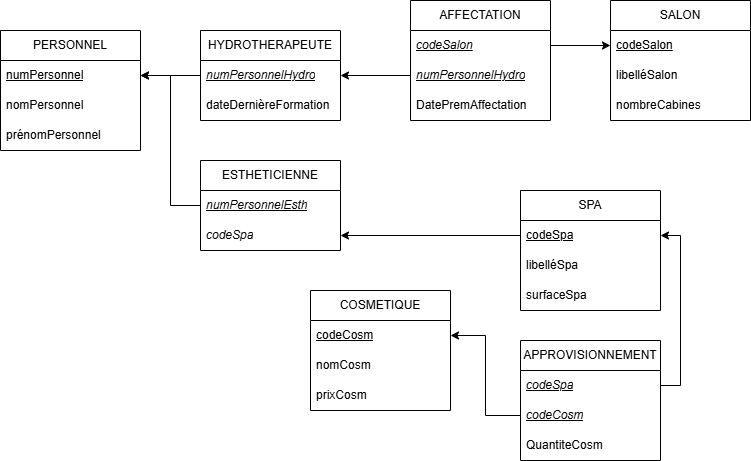 PERSONNEL
numPersonnel
nomPersonnel
prénomPersonnel
HYDROTHERAPEUTE
numPersonnelHydro
dateDernièreFormation
AFFECTATION
codeSalon
numPersonnelHydro
DatePremAffectation
SALON
codeSalon
libelléSalon
nombreCabines
ESTHETICIENNE
numPersonnelEsth
codeSpa
SPA
codeSpa
libelléSpa
surfaceSpa
COSMETIQUE
codeCosm
nomCosm
prixCosm
APPROVISIONNEMENT
codeSpa
codeCosm
QuantiteCosm